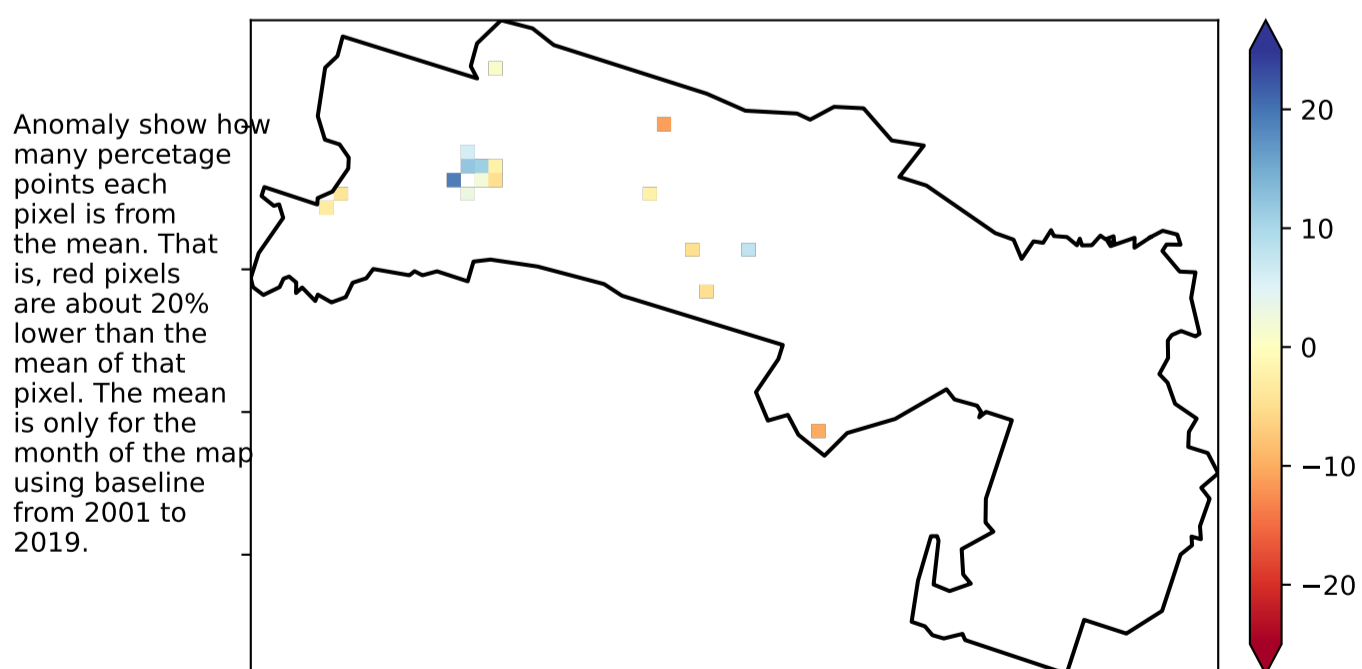 Anomaly show how
many percetage
points each
pixel is from
the mean. That
is, red pixels
are about 20%
lower than the
mean of that
pixel. The mean
is only for the
month of the map
using baseline
from 2001 to
2019.
20
10
0
−10
−20